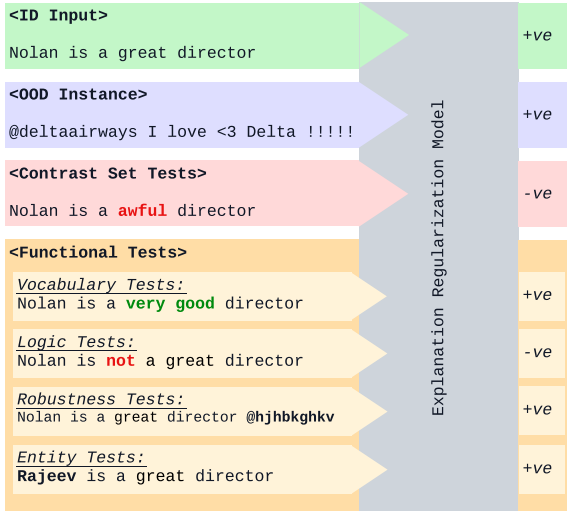 <ID Input>
Nolan is a great director
+ve
<OOD Instance>
@deltaairways I love <3 Delta !!!!!
+ve
<Contrast Set Tests>
Nolan is a awful director
-ve
<Functional Tests>
Vocabulary Tests:
Nolan is a very good director
+ve
Logic Tests:
Nolan is not a great director
-ve
Robustness Tests:
Nolan is a great director @hjhbkghkv
+ve
Entity Tests:
Rajeev is a great director
+ve
Explanation Regularization Model